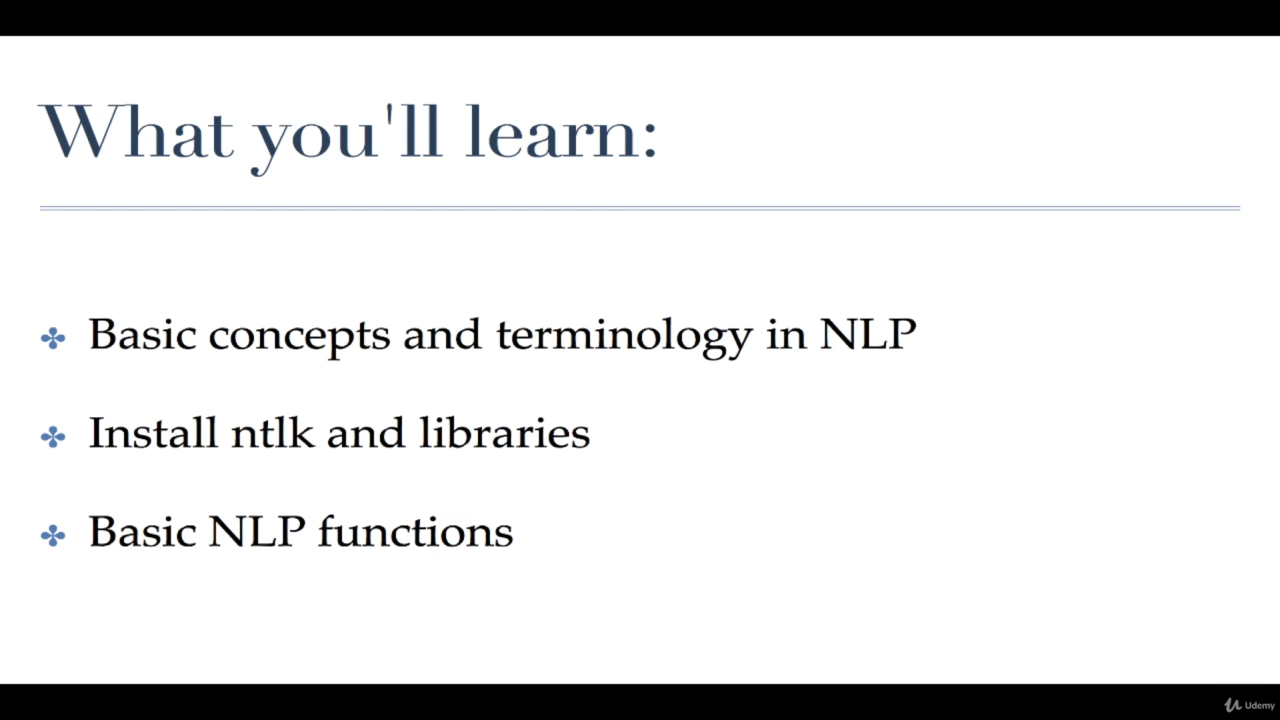 What you'll learn:
Basic concepts and terminology in NLP
Install ntlk and libraries
Basic NLP functions
Udemy